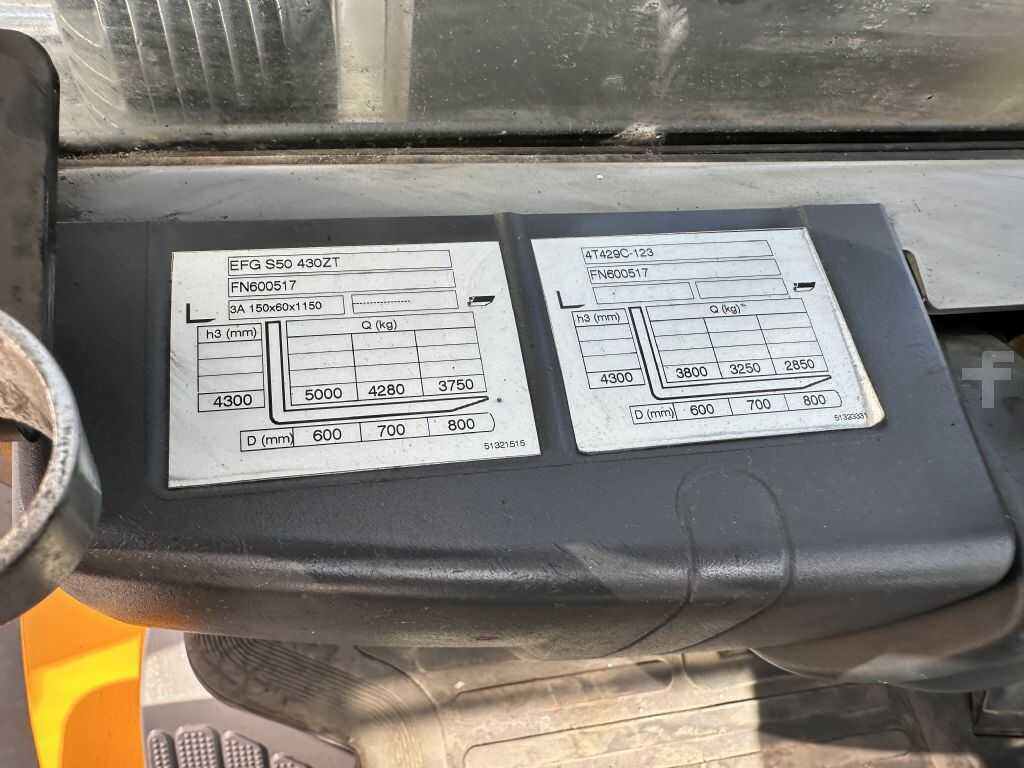 EFG S50 430ZT
FN600517
3A 150x60x1150 --------------
h3 (mm) Q (kg)
4300 5000 4280 3750
D (mm) 600 700 800
51321515
4T429C-123
FN600517
h3 (mm) Q (kg)
4300 3800 3250 2850
D (mm) 600 700 800
51323331
f